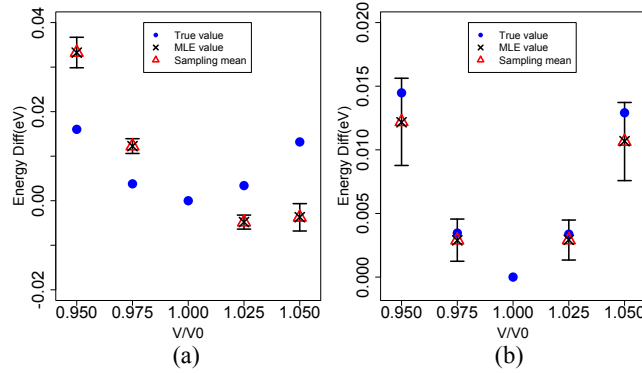 True value
MLE value
Sampling mean
Energy Diff(eV)
0.04
0.02
0.00
-0.02
0.950 0.975 1.000 1.025 1.050
V/V0
(a)
True value
MLE value
Sampling mean
Energy Diff(eV)
0.020
0.015
0.010
0.005
0.000
0.950 0.975 1.000 1.025 1.050
V/V0
(b)